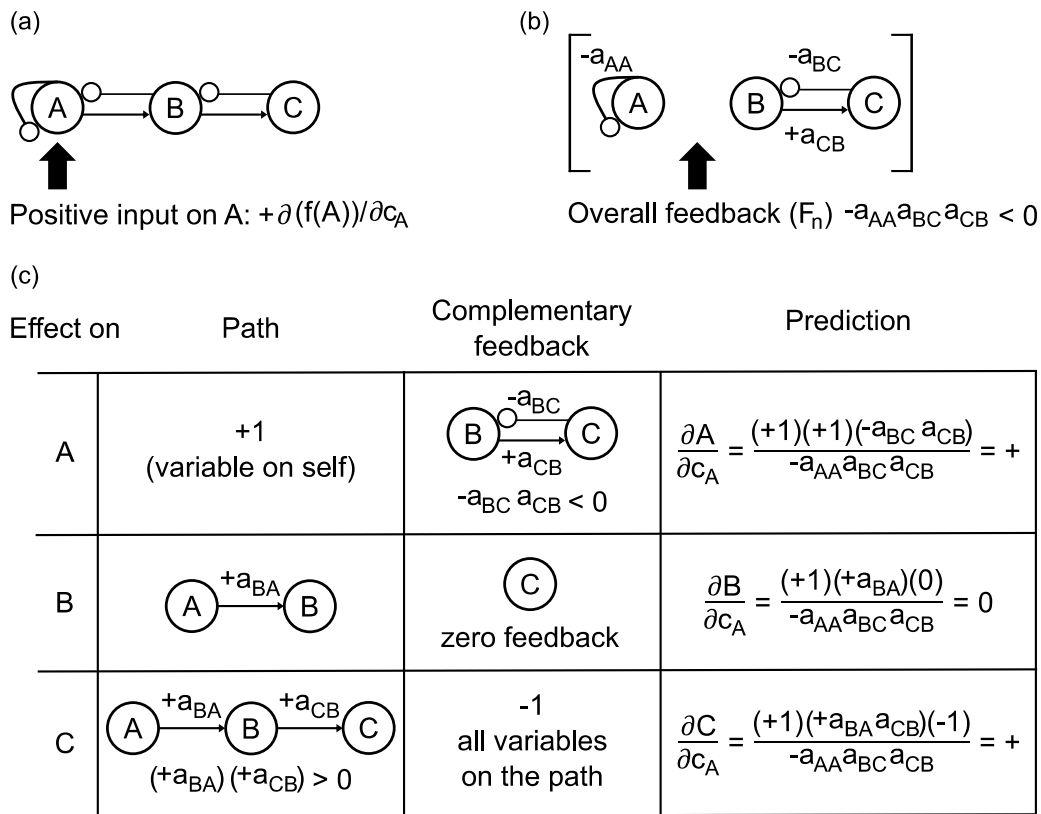 (a)
A B C
Positive input on A: +∂(f(A))/∂c_A
(b)
-a_AA -a_BC
A B C
+a_CB
Overall feedback (F_n) -a_AA a_BC a_CB < 0
(c)
Effect on Path Complementary feedback Prediction
A
+1
(variable on self)
-a_BC
B C
+a_CB
-a_BC a_CB < 0
∂A/∂c_A = (+1)(+1)(-a_BC a_CB)/-a_AA a_BC a_CB = +
B
+a_BA
A B
C
zero feedback
∂B/∂c_A = (+1)(+a_BA)(0)/-a_AA a_BC a_CB = 0
C
+a_BA +a_CB
A B C
(+a_BA)(+a_CB) > 0
-1
all variables
on the path
∂C/∂c_A = (+1)(+a_BA a_CB)(-1)/-a_AA a_BC a_CB = +